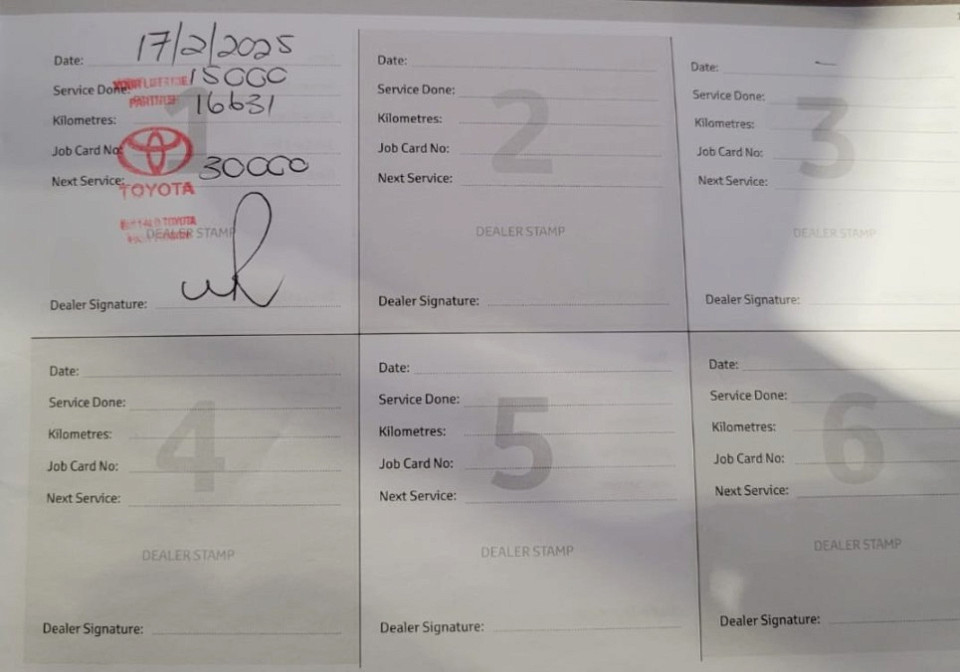 Date: 17/2/2025
Service Done: 15000
Kilometres: 16631
Job Card No:
Next Service: 30000
TOYOTA
TOYOTA
DEALER STAMP
Dealer Signature:
1
Date:
Service Done:
Kilometres:
Job Card No:
Next Service:
2
DEALER STAMP
Dealer Signature:
Date:
Service Done:
Kilometres:
Job Card No:
Next Service:
3
DEALER STAMP
Dealer Signature:
Date:
Service Done:
Kilometres:
Job Card No:
Next Service:
4
DEALER STAMP
Dealer Signature:
Date:
Service Done:
Kilometres:
Job Card No:
Next Service:
5
DEALER STAMP
Dealer Signature:
Date:
Service Done:
Kilometres:
Job Card No:
Next Service:
6
DEALER STAMP
Dealer Signature: